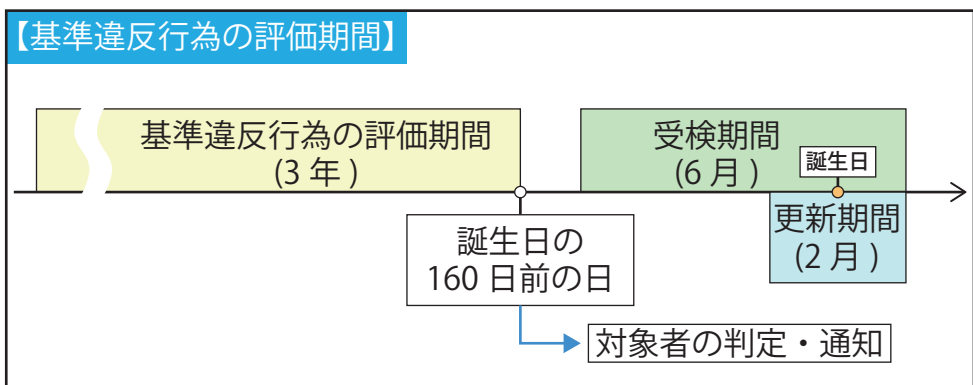 【基準違反行為の評価期間】
基準違反行為の評価期間
(3 年 )
受検期間
(6 月 )
誕生日
更新期間
(2 月 )
誕生日の
160 日前の日
対象者の判定・通知